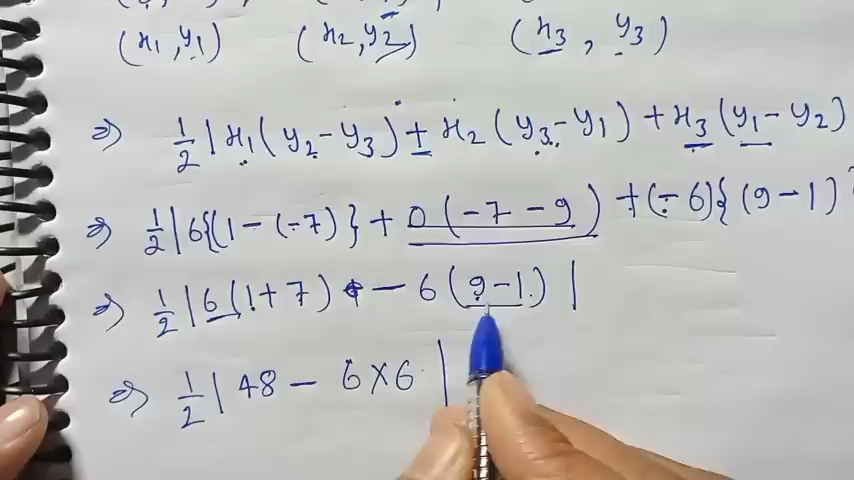 (x₁, y₁) (x₂, y₂) (x₃, y₃)
⇒ 1/2 | x₁(y₂ - y₃) + x₂(y₃ - y₁) + x₃(y₁ - y₂)
⇒ 1/2 | 6{(1 - (-7)} + 0(-7 - 9) + (-6){(9 - 1)
⇒ 1/2 | 6(1 + 7) - 6(9 - 1) |
⇒ 1/2 | 48 - 6 × 6 |